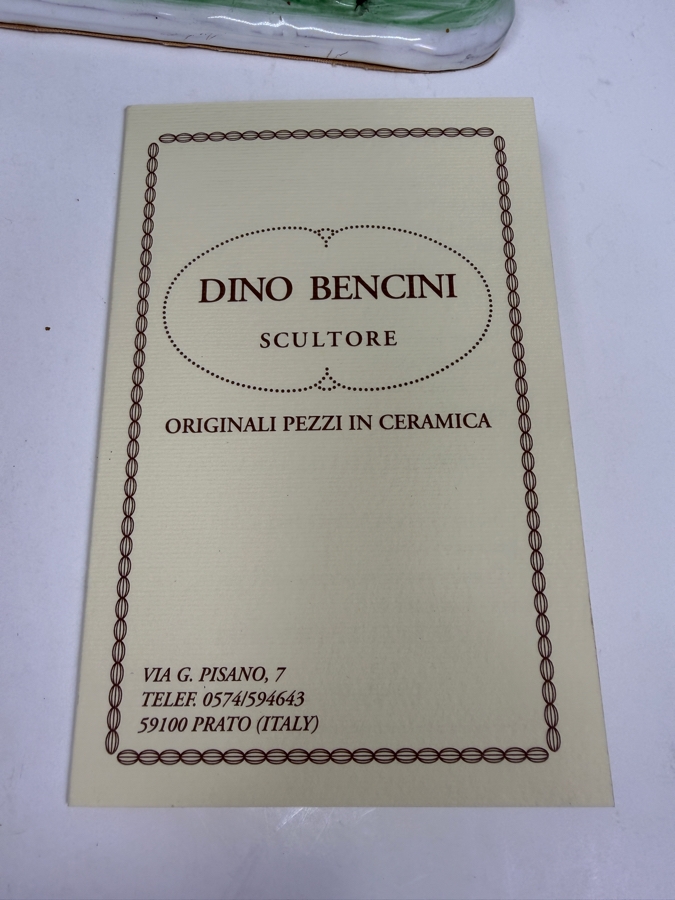 DINO BENCINI
SCULTORE
ORIGINALI PEZZI IN CERAMICA
VIA G. PISANO, 7
TELEF. 0574/594643
59100 PRATO (ITALY)